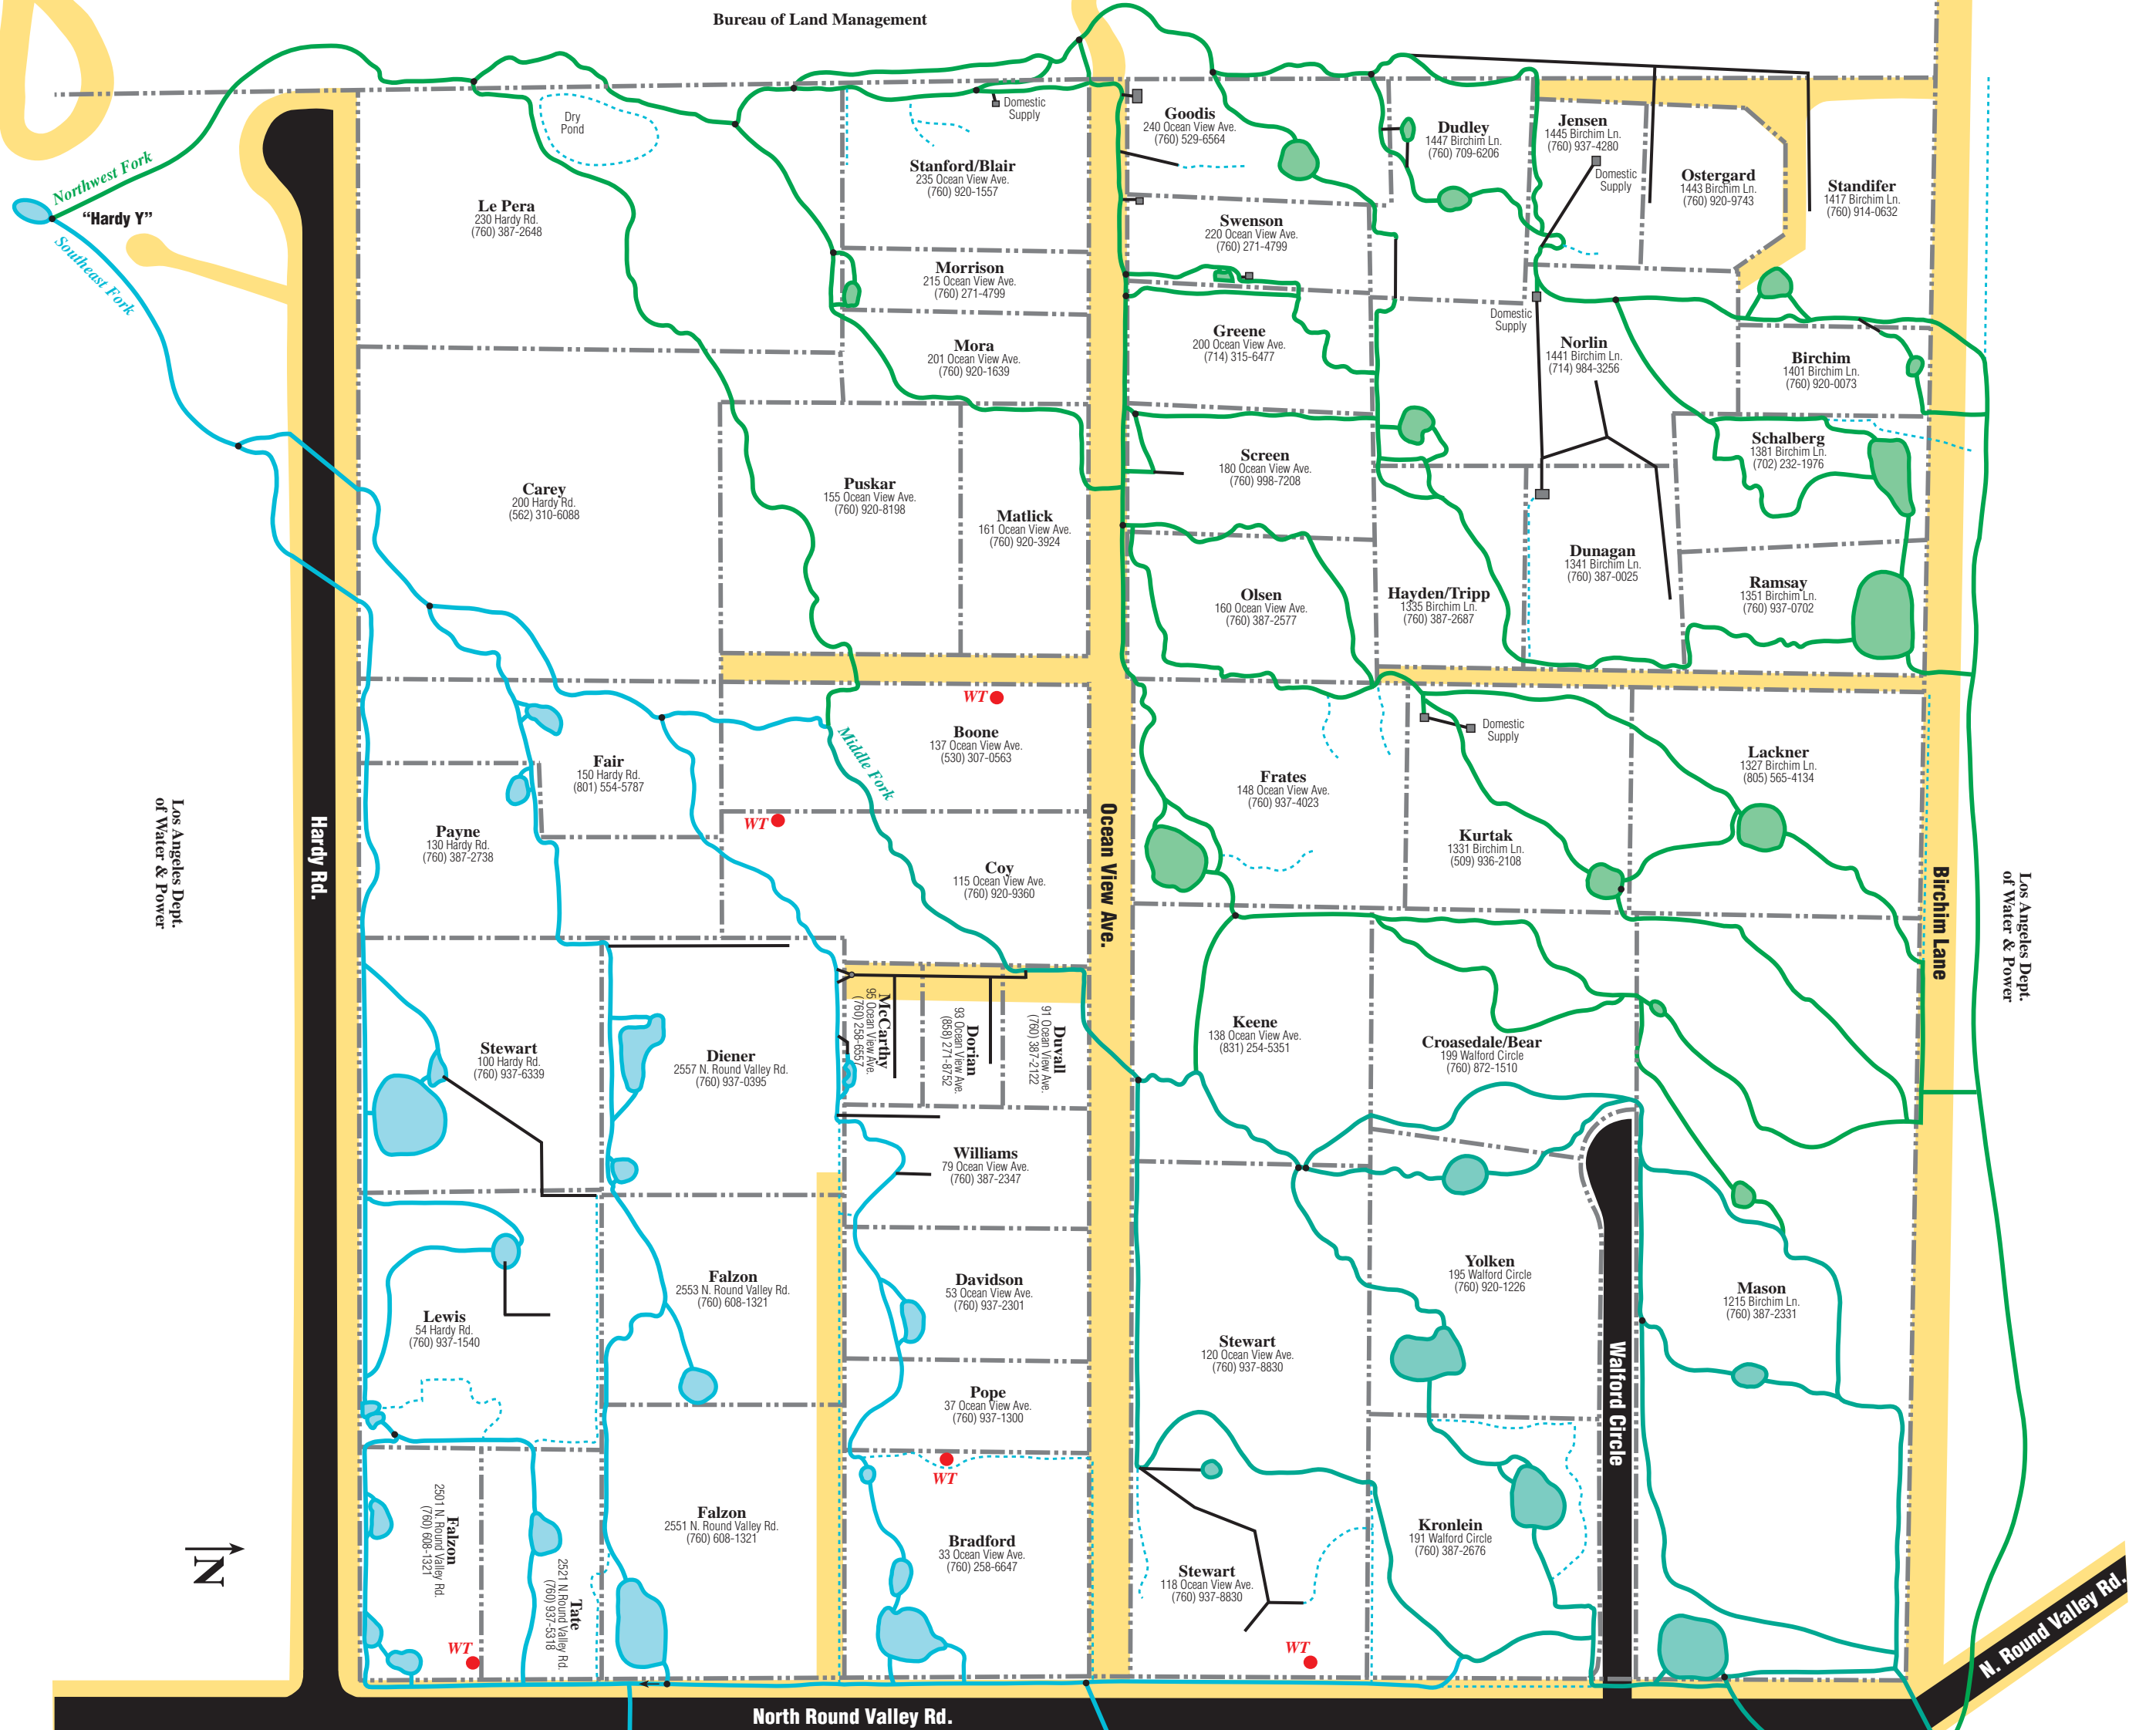 Bureau of Land Management
Northwest Fork
"Hardy Y"
Southeast Fork
Dry
Pond
Domestic
Supply
Le Pera
230 Hardy Rd.
(760) 387-2648
Stanford/Blair
235 Ocean View Ave.
(760) 920-1557
Morrison
215 Ocean View Ave.
(760) 271-4799
Mora
201 Ocean View Ave.
(760) 920-1639
Goodis
240 Ocean View Ave.
(760) 529-6564
Swenson
220 Ocean View Ave.
(760) 271-4799
Greene
200 Ocean View Ave.
(714) 315-6477
Dudley
1447 Birchim Ln.
(760) 709-6206
Jensen
1445 Birchim Ln.
(760) 937-4280
Domestic
Supply
Ostergard
1443 Birchim Ln.
(760) 920-9743
Standifer
1417 Birchim Ln.
(760) 914-0632
Domestic
Supply
Norlin
1441 Birchim Ln.
(714) 984-3256
Birchim
1401 Birchim Ln.
(760) 920-0073
Carey
200 Hardy Rd.
(562) 310-6088
Puskar
155 Ocean View Ave.
(760) 920-8198
Matlick
161 Ocean View Ave.
(760) 920-3924
Screen
180 Ocean View Ave.
(760) 998-7208
Schalberg
1381 Birchim Ln.
(702) 232-1976
Olsen
160 Ocean View Ave.
(760) 387-2577
Hayden/Tripp
1335 Birchim Ln.
(760) 387-2687
Dunagan
1341 Birchim Ln.
(760) 387-0025
Ramsay
1351 Birchim Ln.
(760) 937-0702
WT
Boone
137 Ocean View Ave.
(530) 307-0563
Middle Fork
Fair
150 Hardy Rd.
(801) 554-5787
WT
Payne
130 Hardy Rd.
(760) 387-2738
Coy
115 Ocean View Ave.
(760) 920-9360
Domestic
Supply
Frates
148 Ocean View Ave.
(760) 937-4023
Kurtak
1331 Birchim Ln.
(509) 936-2108
Lackner
1327 Birchim Ln.
(805) 565-4134
Los Angeles Dept.
of Water & Power
Hardy Rd.
Ocean View Ave.
Birchim Lane
Los Angeles Dept.
of Water & Power
Stewart
100 Hardy Rd.
(760) 937-6339
Diener
2557 N. Round Valley Rd.
(760) 937-0395
McCarthy
95 Ocean View Ave.
(760) 258-6557
Dorian
93 Ocean View Ave.
(858) 271-8752
Duvall
91 Ocean View Ave.
(760) 387-2122
Keene
138 Ocean View Ave.
(831) 254-5351
Croasedale/Bear
199 Walford Circle
(760) 872-1510
Williams
79 Ocean View Ave.
(760) 387-2347
Lewis
54 Hardy Rd.
(760) 937-1540
Falzon
2553 N. Round Valley Rd.
(760) 608-1321
Davidson
53 Ocean View Ave.
(760) 937-2301
Pope
37 Ocean View Ave.
(760) 937-1300
WT
Stewart
120 Ocean View Ave.
(760) 937-8830
Yolken
195 Walford Circle
(760) 920-1226
Walford Circle
Mason
1215 Birchim Ln.
(760) 387-2331
Falzon
2501 N. Round Valley Rd.
(760) 608-1321
Tate
2521 N.Round Valley Rd.
(760) 937-5318
WT
Falzon
2551 N. Round Valley Rd.
(760) 608-1321
Bradford
33 Ocean View Ave.
(760) 258-6647
Stewart
118 Ocean View Ave.
(760) 937-8830
WT
Kronlein
191 Walford Circle
(760) 387-2676
N
North Round Valley Rd.
N. Round Valley Rd.